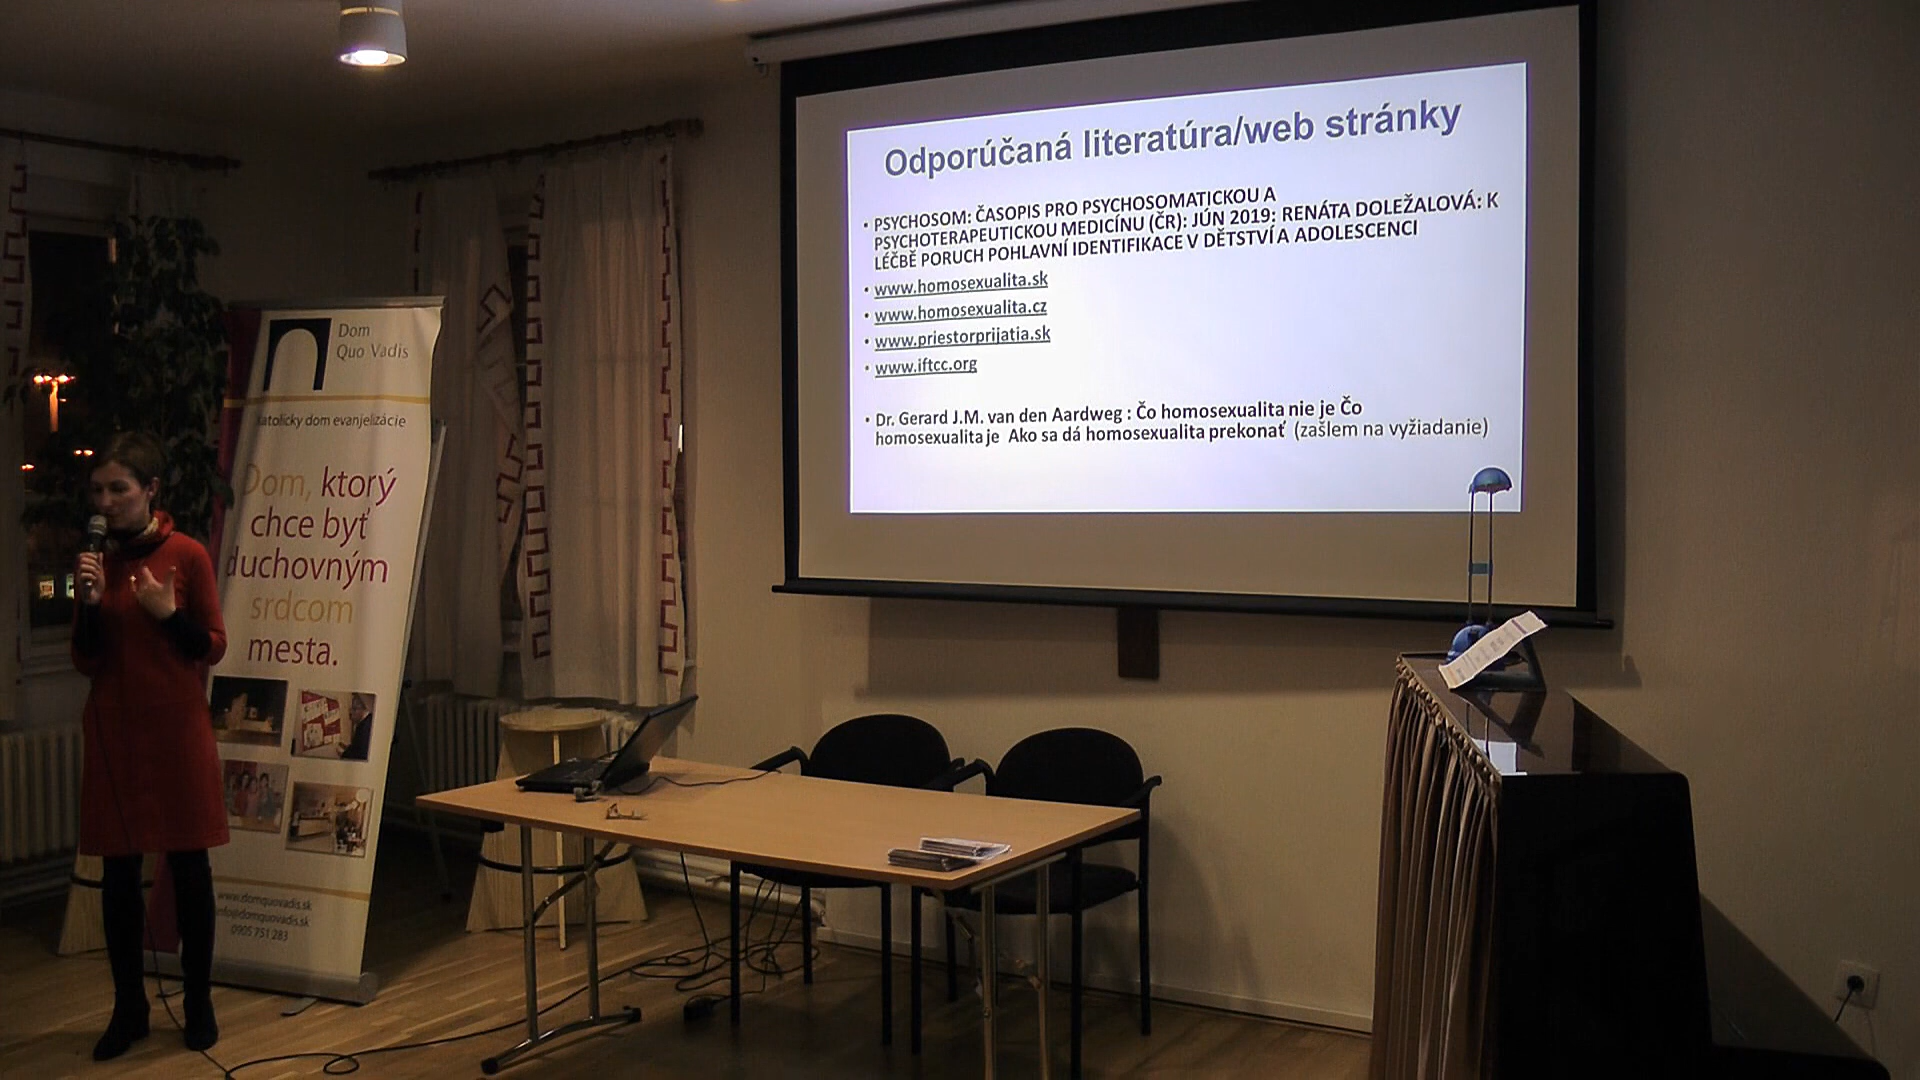 Odporúčaná literatúra/web stránky
• PSYCHOSOM: ČASOPIS PRO PSYCHOSOMATICKOU A
PSYCHOTERAPEUTICKOU MEDICÍNU (ČR): JÚN 2019: RENÁTA DOLEŽALOVÁ: K
LÉČBĚ PORUCH POHLAVNÍ IDENTIFIKACE V DĚTSTVÍ A ADOLESCENCI
• www.homosexualita.sk
• www.homosexualita.cz
• www.priestorprijatia.sk
• www.iftcc.org
• Dr. Gerard J.M. van den Aardweg : Čo homosexualita nie je Čo
homosexualita je Ako sa dá homosexualita prekonať (zašlem na vyžiadanie)
Dom
Quo Vadis
katolícky dom evanjelizácie
Dom, ktorý
chce byť
duchovným
srdcom
mesta.
www.domquovadis.sk
info@domquovadis.sk
0905 751 283